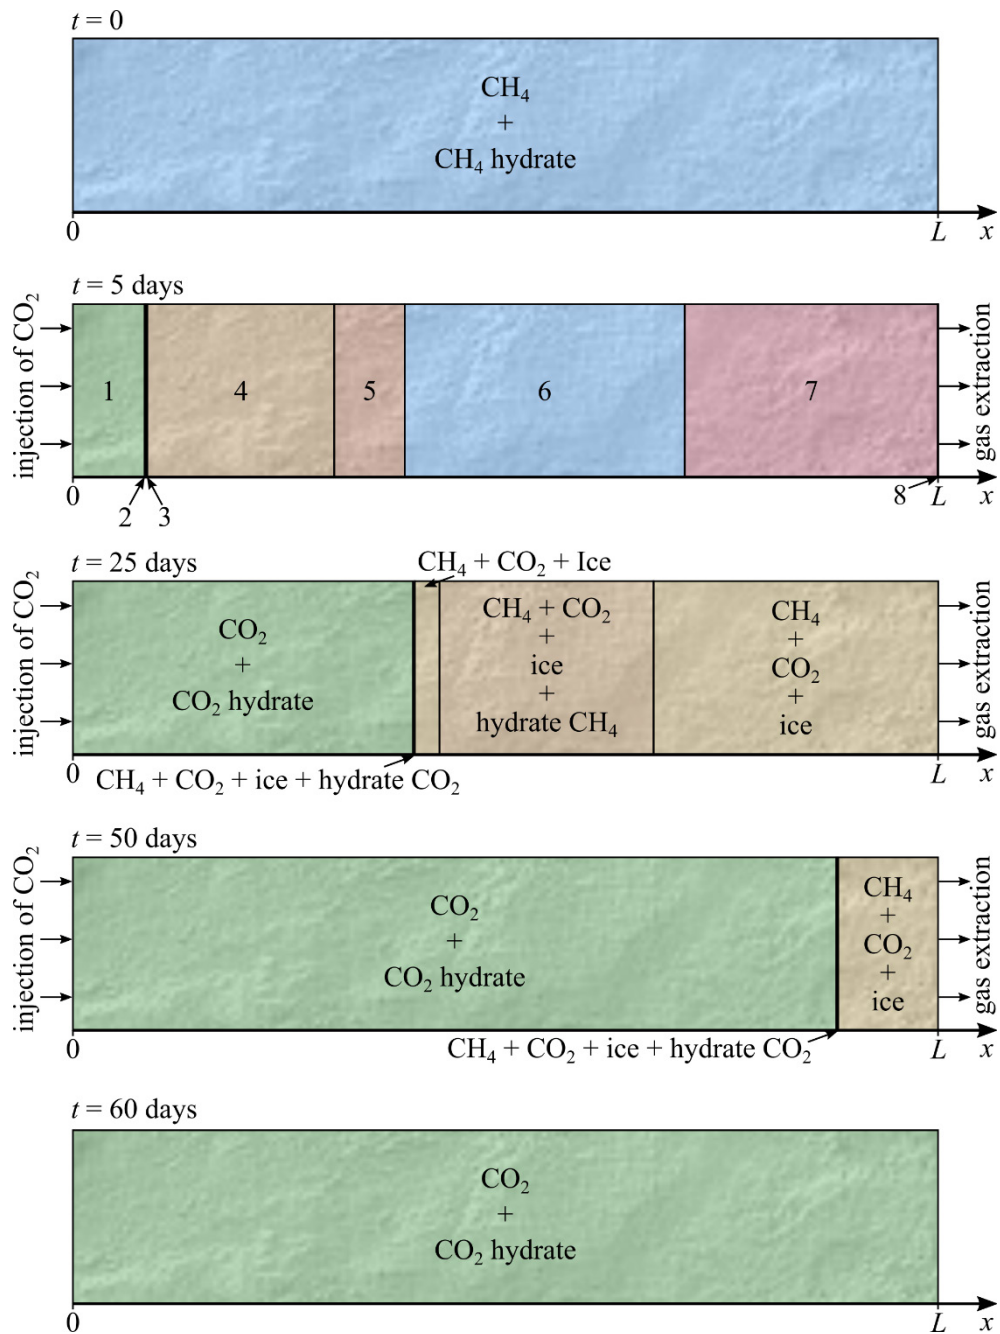 t = 0
CH₄
+
CH₄ hydrate
0
L
x
t = 5 days
injection of CO₂
1
4
5
6
7
gas extraction
0
2
3
8
L
x
t = 25 days
CH₄ + CO₂ + Ice
injection of CO₂
CO₂
+
CO₂ hydrate
CH₄ + CO₂
+
ice
+
hydrate CH₄
CH₄
+
CO₂
+
ice
gas extraction
0
CH₄ + CO₂ + ice + hydrate CO₂
L
x
t = 50 days
injection of CO₂
CO₂
+
CO₂ hydrate
CH₄
+
CO₂
+
ice
gas extraction
0
CH₄ + CO₂ + ice + hydrate CO₂
L
x
t = 60 days
CO₂
+
CO₂ hydrate
0
L
x